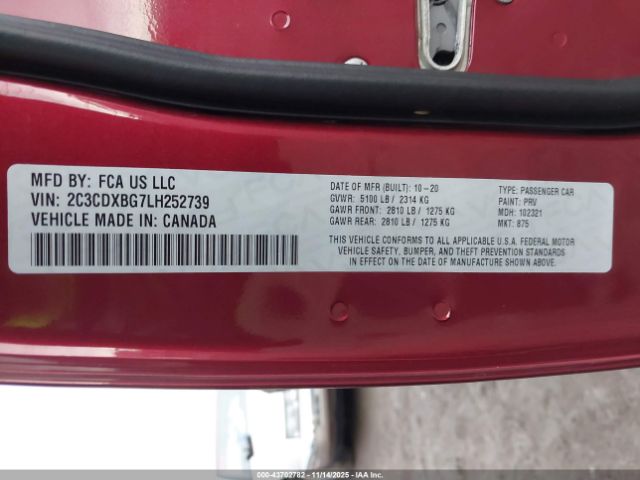 MFD BY: FCA US LLC
VIN: 2C3CDXBG7LH252739
VEHICLE MADE IN: CANADA
DATE OF MFR (BUILT): 10-20
GVWR: 5100 LB / 2314 KG
GAWR FRONT: 2810 LB / 1275 KG
GAWR REAR: 2810 LB / 1275 KG
TYPE: PASSENGER CAR
PAINT: PRV
MDH: 102321
MKT: 875
THIS VEHICLE CONFORMS TO ALL APPLICABLE U.S.A. FEDERAL MOTOR
VEHICLE SAFETY, BUMPER, AND THEFT PREVENTION STANDARDS
IN EFFECT ON THE DATE OF MANUFACTURE SHOWN ABOVE.
000-43702782 - 11/14/2025 - IAAI.COM